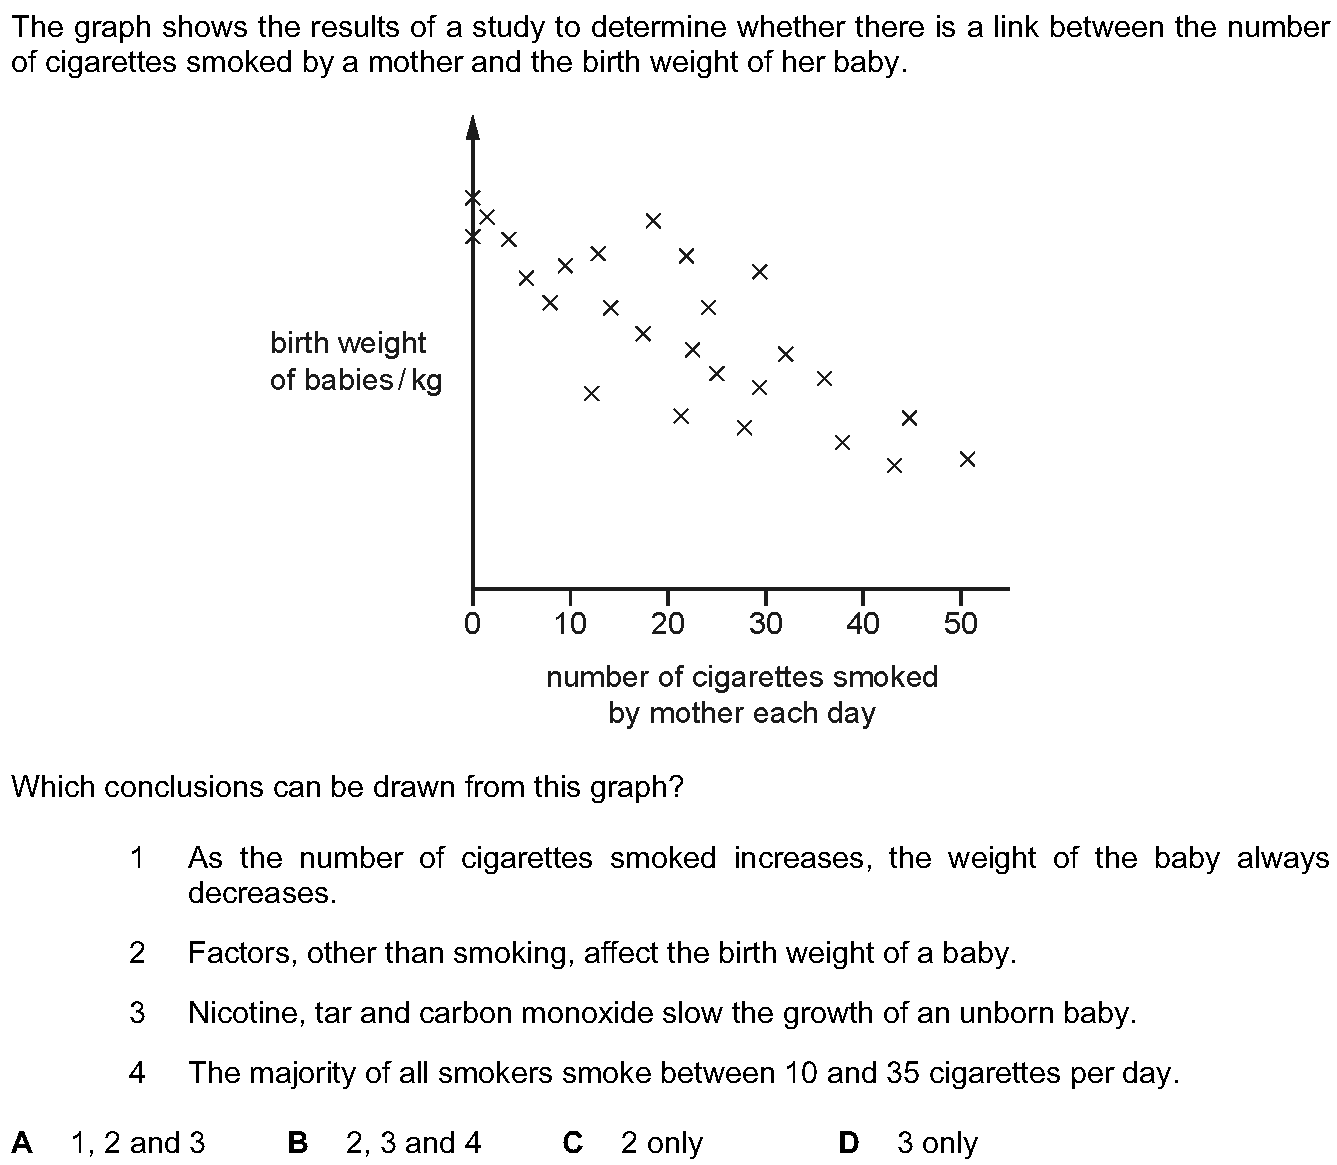 The graph shows the results of a study to determine whether there is a link between the number
of cigarettes smoked by a mother and the birth weight of her baby.
birth weight
of babies / kg
0 10 20 30 40 50
number of cigarettes smoked
by mother each day
Which conclusions can be drawn from this graph?
1 As the number of cigarettes smoked increases, the weight of the baby always
decreases.
2 Factors, other than smoking, affect the birth weight of a baby.
3 Nicotine, tar and carbon monoxide slow the growth of an unborn baby.
4 The majority of all smokers smoke between 10 and 35 cigarettes per day.
A 1, 2 and 3 B 2, 3 and 4 C 2 only D 3 only